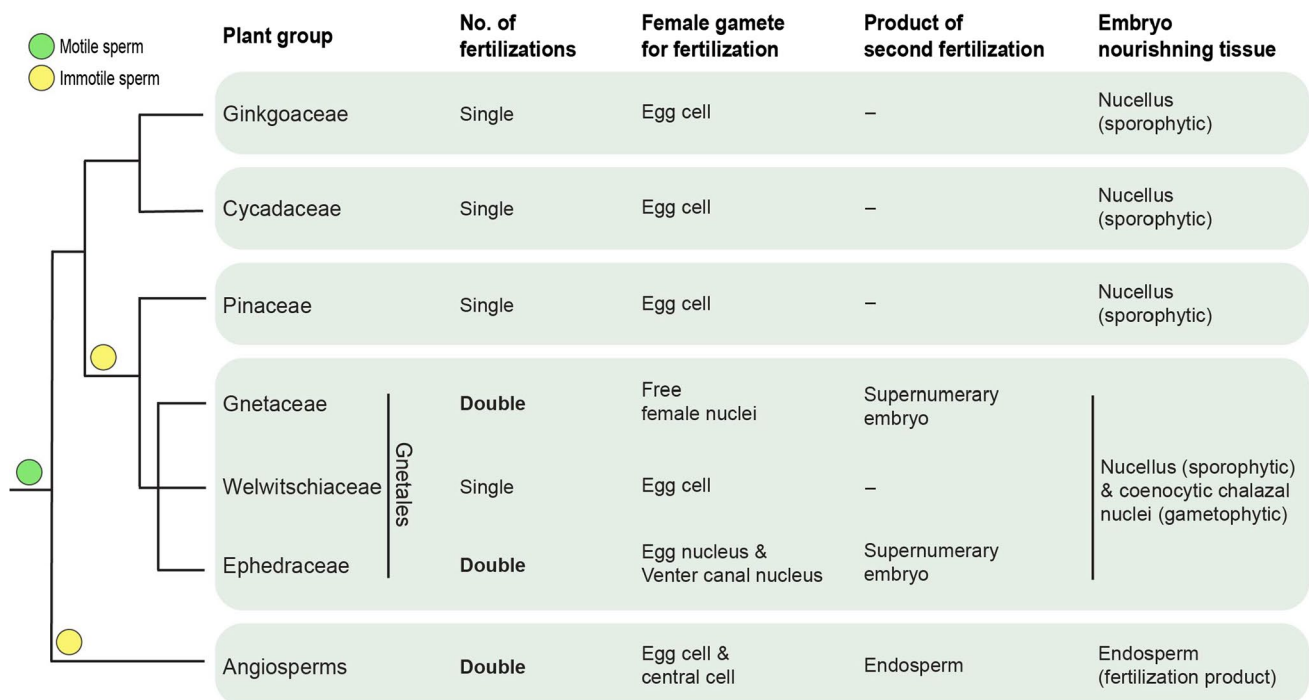 Motile sperm
Immotile sperm
Plant group
No. of
fertilizations
Female gamete
for fertilization
Product of
second fertilization
Embryo
nourishning tissue
Ginkgoaceae
Single
Egg cell
–
Nucellus
(sporophytic)
Cycadaceae
Single
Egg cell
–
Nucellus
(sporophytic)
Pinaceae
Single
Egg cell
–
Nucellus
(sporophytic)
Gnetaceae
Double
Free
female nuclei
Supernumerary
embryo
Gnetales
Welwitschiaceae
Single
Egg cell
–
Nucellus (sporophytic)
& coenocytic chalazal
nuclei (gametophytic)
Ephedraceae
Double
Egg nucleus &
Venter canal nucleus
Supernumerary
embryo
Angiosperms
Double
Egg cell &
central cell
Endosperm
Endosperm
(fertilization product)